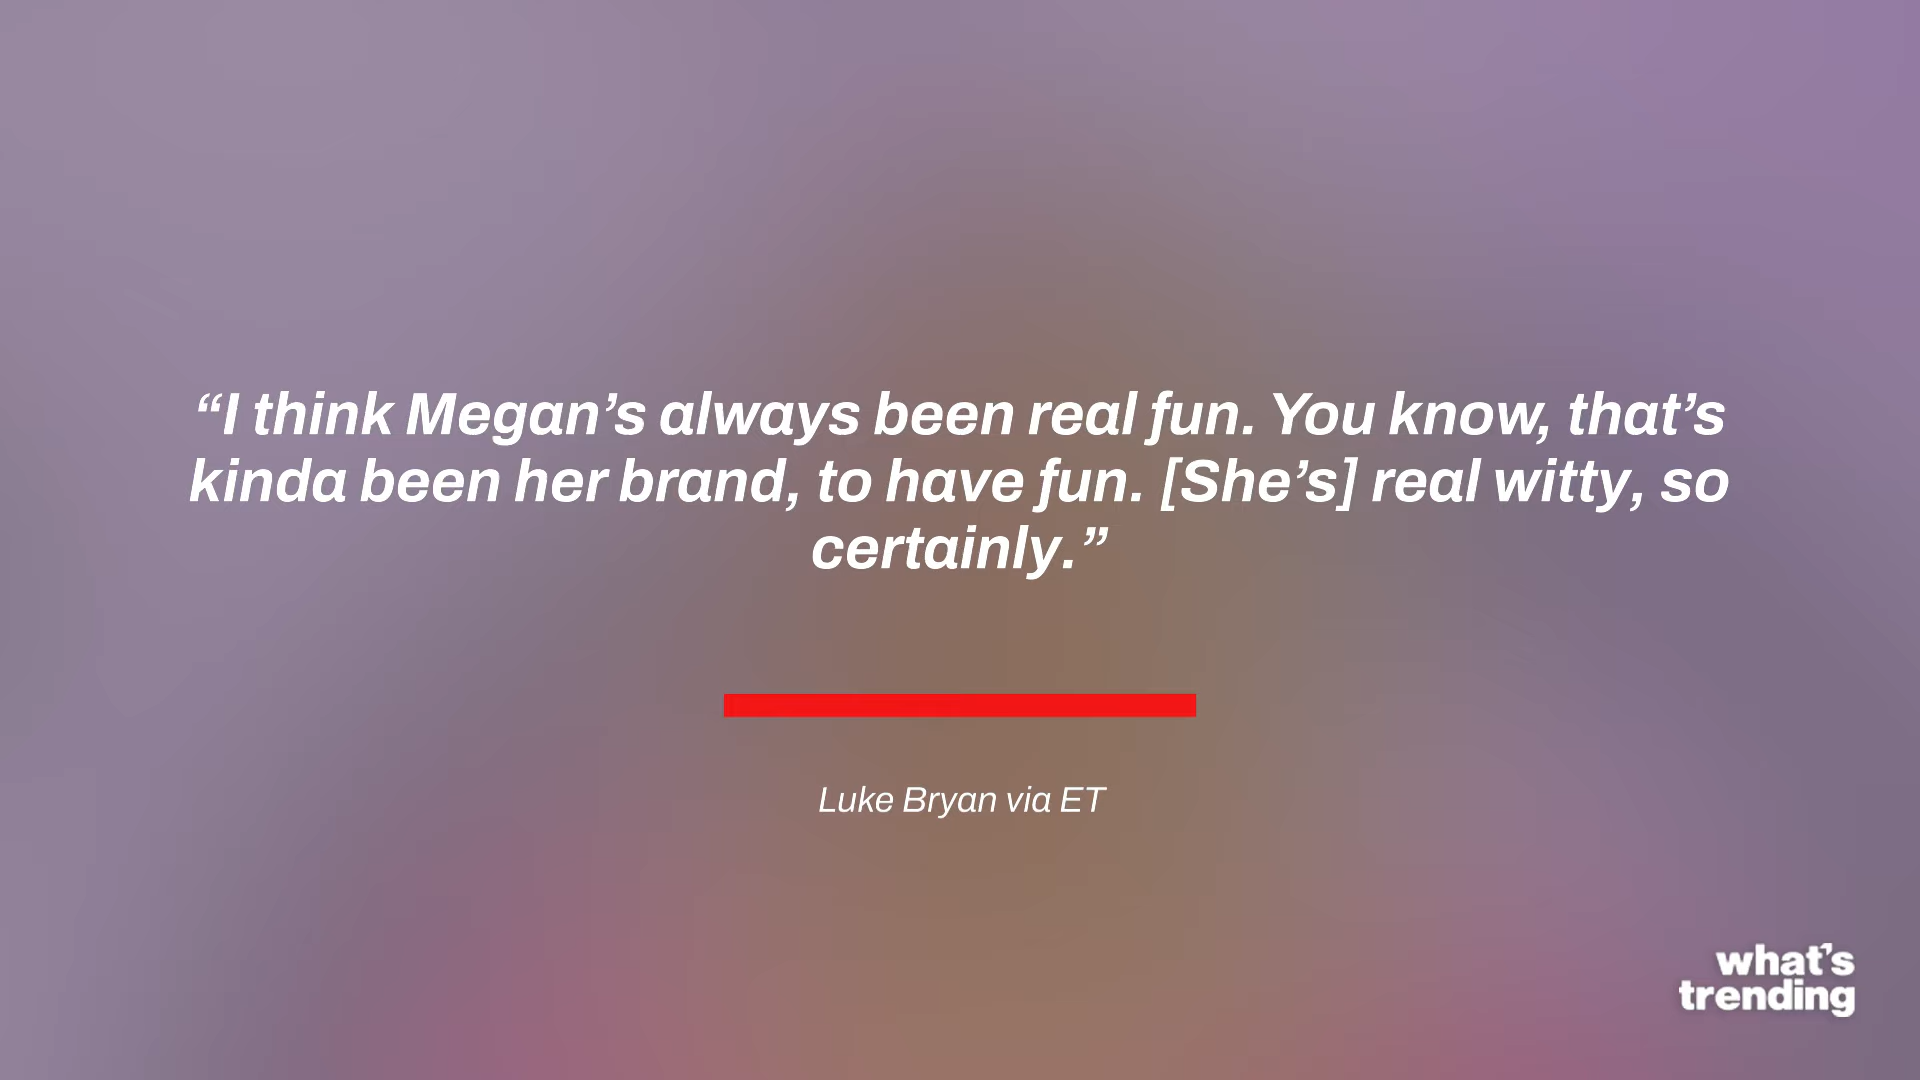 “I think Megan’s always been real fun. You know, that’s
kinda been her brand, to have fun. [She’s] real witty, so
certainly.”
Luke Bryan via ET
what’s
trending